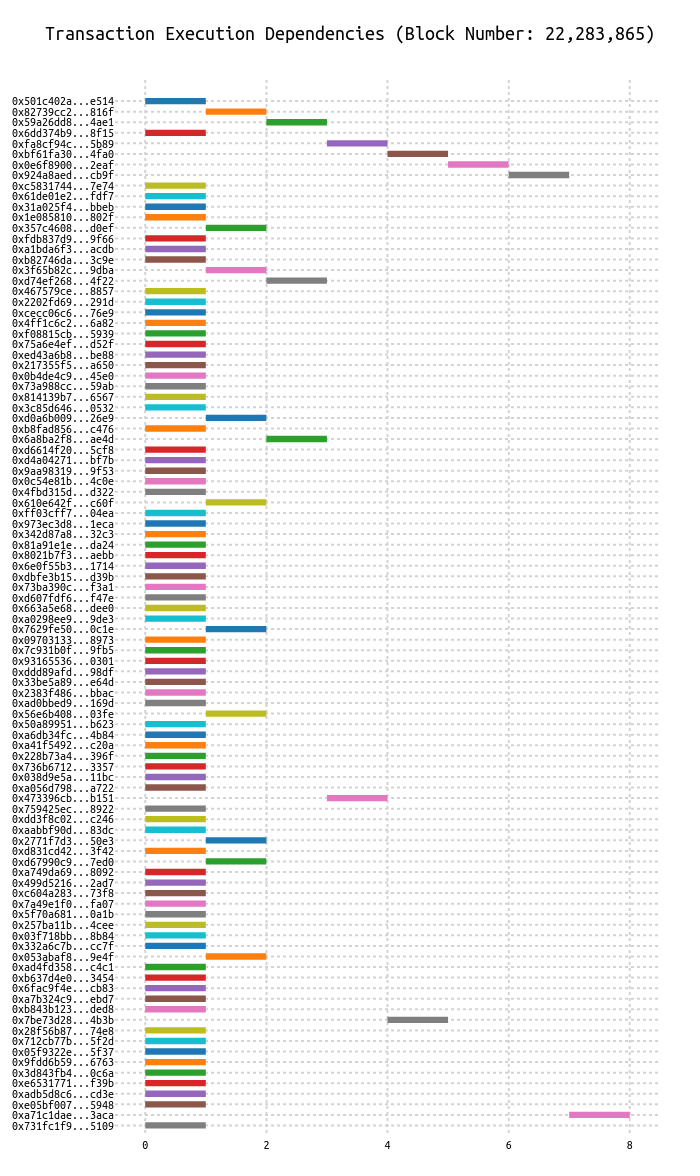 Transaction Execution Dependencies (Block Number: 22,283,865)
0x501c402a...e514
0x82739cc2...816f
0x59a26dd8...4ae1
0x6dd374b9...8f15
0xfa8cf94c...5b89
0xbf61fa30...4fa0
0x0e6f8900...2eaf
0x924a8aed...cb9f
0xc5831744...7e74
0x61de01e2...fdf7
0x31a025f4...bbeb
0x1e085810...802f
0x357c4608...d0ef
0xfdb837d9...9f66
0xa1bda6f3...acdb
0xb82746da...3c9e
0x3f65b82c...9dba
0xd74ef268...4f22
0x467579ce...8857
0x2202fd69...291d
0xcecc06c6...76e9
0x4ff1c6c2...6a82
0xf08815cb...5939
0x75a6e4ef...d52f
0xed43a6b8...be88
0x217355f5...a650
0x0b4de4c9...45e0
0x73a988cc...59ab
0x814139b7...6567
0x3c85d646...0532
0xd0a6b009...26e9
0xb8fad856...c476
0x6a8ba2f8...ae4d
0xd6614f20...5cf8
0xd4a04271...bf7b
0x9aa98319...9f53
0x0c54e81b...4c0e
0x4fbd315d...d322
0x610e642f...c60f
0xff03cff7...04ea
0x973ec3d8...1eca
0x342d87a8...32c3
0x81a91e1e...da24
0x8021b7f3...aebb
0x6e0f55b3...1714
0xdbfe3b15...d39b
0x73ba390c...f3a1
0xd607fdf6...f47e
0x663a5e68...dee0
0xa0298ee9...9de3
0x7629fe50...0c1e
0x09703133...8973
0x7c931b0f...9fb5
0x93165536...0301
0xddd89afd...98df
0x33be5a89...e64d
0x2383f486...bbac
0xad0bbed9...169d
0x56e6b408...03fe
0x50a89951...b623
0xa6db34fc...4b84
0xa41f5492...c20a
0x228b73a4...396f
0x736b6712...3357
0x038d9e5a...11bc
0xa056d798...a722
0x473396cb...b151
0x759425ec...8922
0xdd3f8c02...c246
0xaabbf90d...83dc
0x2771f7d3...50e3
0xd831cd42...3f42
0xd67990c9...7ed0
0xa749da69...8092
0x499d5216...2ad7
0xc604a283...73f8
0x7a49e1f0...fa07
0x5f70a681...0a1b
0x257ba11b...4cee
0x03f718bb...8b84
0x332a6c7b...cc7f
0x053abaf8...9e4f
0xad4fd358...c4c1
0xb637d4e0...3454
0x6fac9f4e...cb83
0xa7b324c9...ebd7
0xb843b123...ded8
0x7be73d28...4b3b
0x28f56b87...74e8
0x712cb77b...5f2d
0x05f9322e...5f37
0x9fdd6b59...6763
0x3d843fb4...0c6a
0xe6531771...f39b
0xadb5d8c6...cd3e
0xe05bf007...5948
0xa71c1dae...3aca
0x731fc1f9...5109
0 2 4 6 8